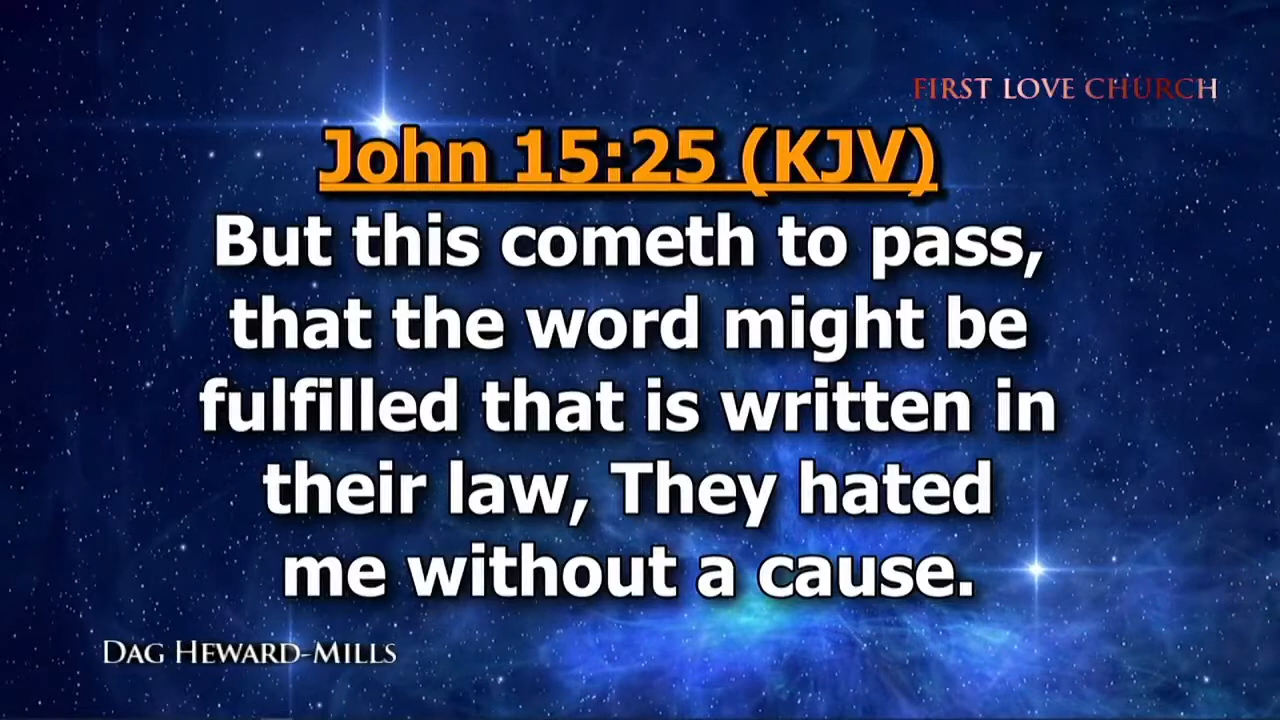 FIRST LOVE CHURCH
John 15:25 (KJV)
But this cometh to pass,
that the word might be
fulfilled that is written in
their law, They hated
me without a cause.
DAG HEWARD-MILLS